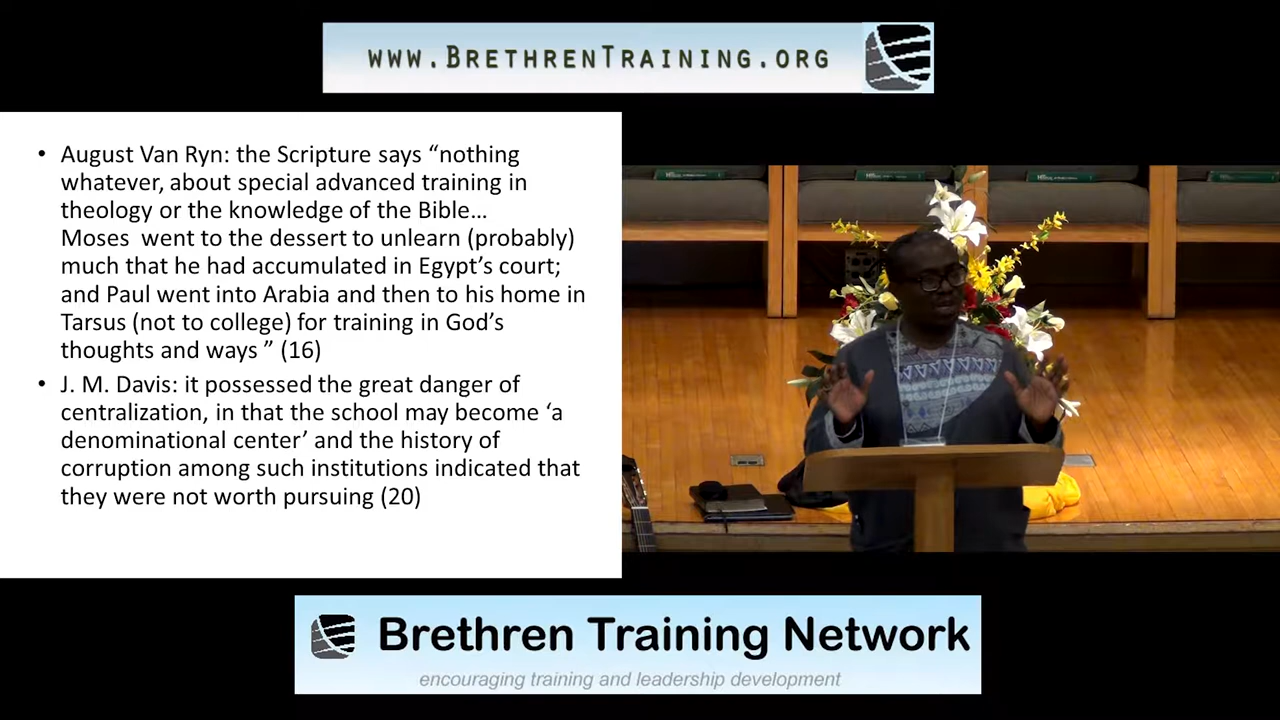 www.BrethrenTraining.org
• August Van Ryn: the Scripture says “nothing
whatever, about special advanced training in
theology or the knowledge of the Bible…
Moses went to the dessert to unlearn (probably)
much that he had accumulated in Egypt’s court;
and Paul went into Arabia and then to his home in
Tarsus (not to college) for training in God’s
thoughts and ways ” (16)
• J. M. Davis: it possessed the great danger of
centralization, in that the school may become ‘a
denominational center’ and the history of
corruption among such institutions indicated that
they were not worth pursuing (20)
Brethren Training Network
encouraging training and leadership development